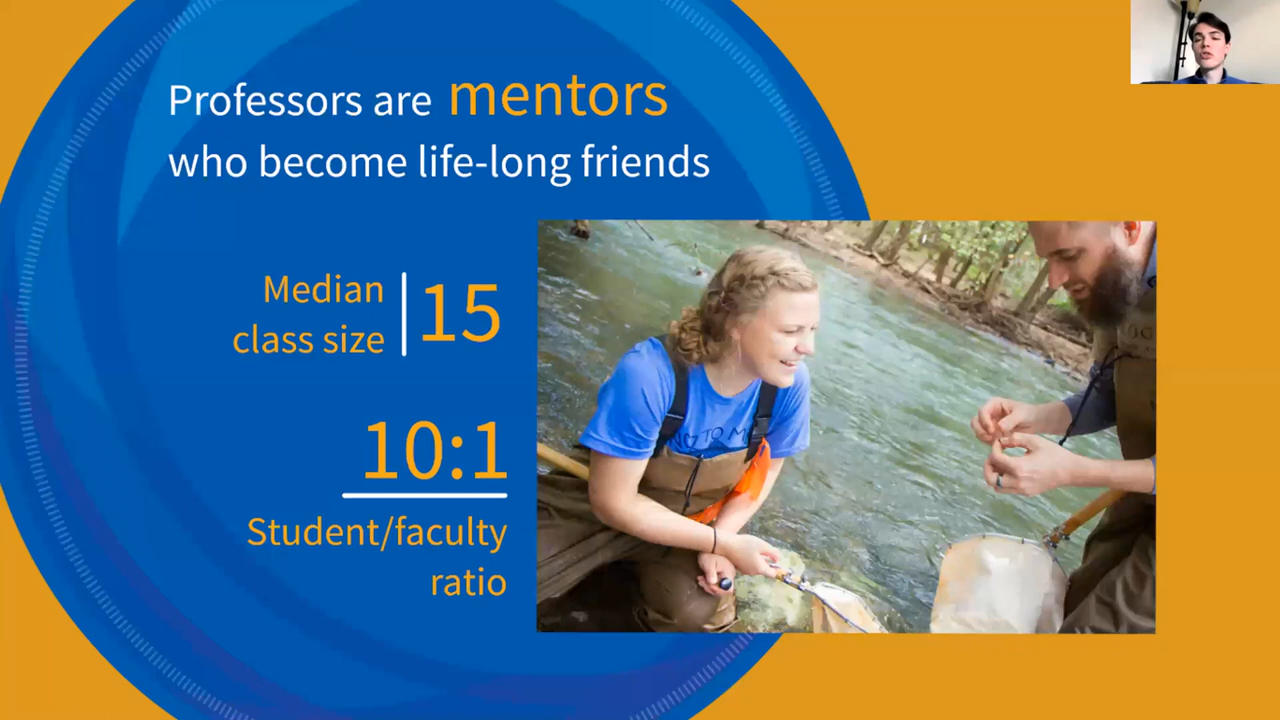 Professors are mentors
who become life-long friends
Median
class size
15
10:1
Student/faculty
ratio